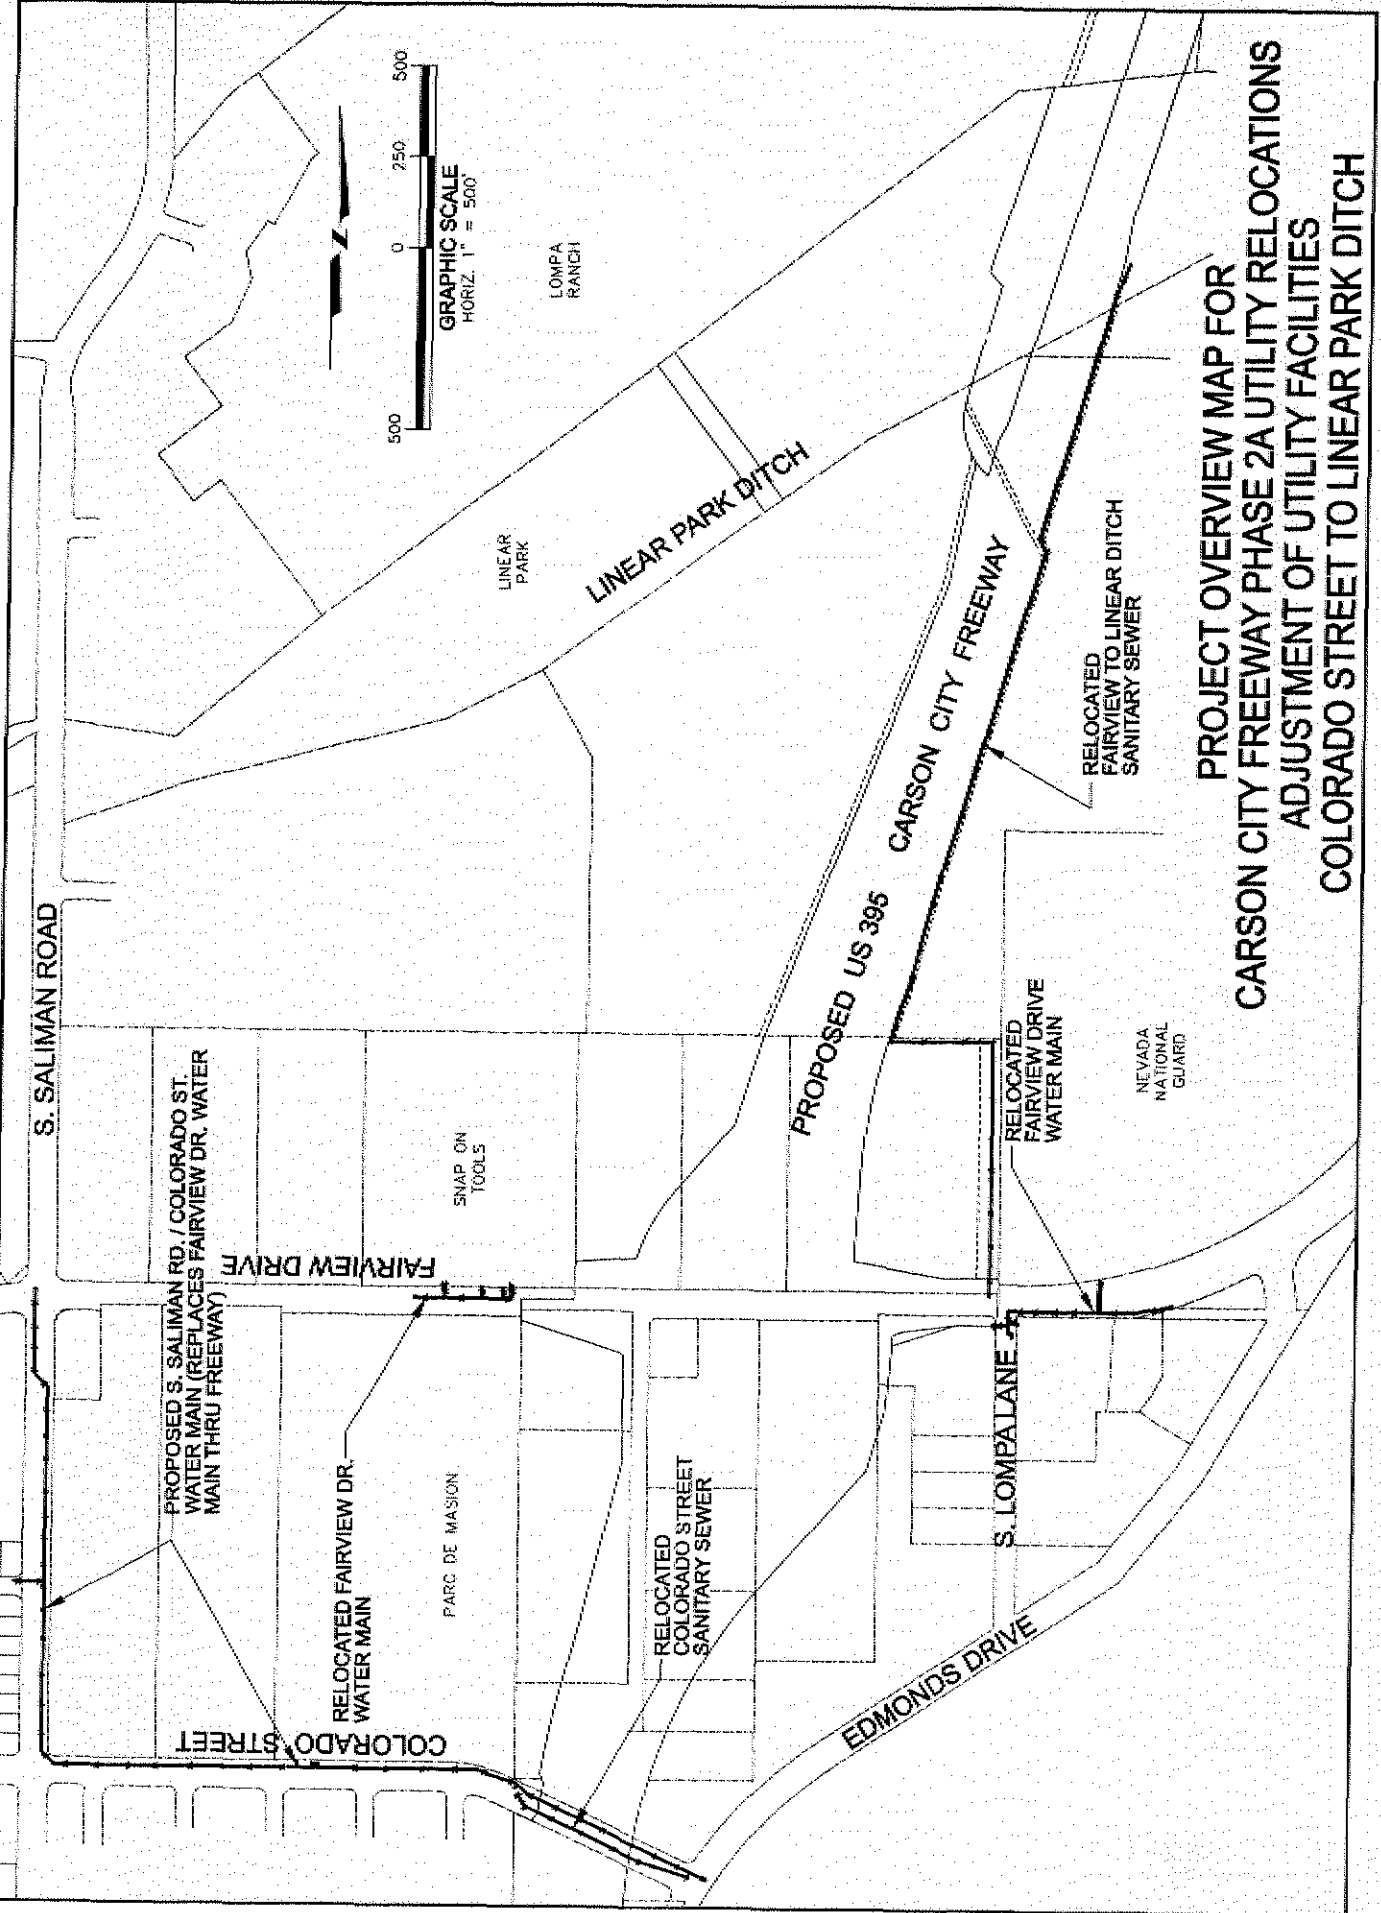 PROJECT OVERVIEW MAP FOR
CARSON CITY FREEWAY PHASE 2A UTILITY RELOCATIONS
ADJUSTMENT OF UTILITY FACILITIES
COLORADO STREET TO LINEAR PARK DITCH
S. SALIMAN ROAD
PROPOSED S. SALIMAN RD. / COLORADO ST.
WATER MAIN (REPLACES FAIRVIEW DR. WATER
MAIN THRU FREEWAY)
COLORADO STREET
RELOCATED FAIRVIEW DR.
WATER MAIN
FAIRVIEW DRIVE
PARC DE MASION
SNAP ON
TOOLS
RELOCATED
COLORADO STREET
SANITARY SEWER
EDMONDS DRIVE
S. LOMPA LANE
RELOCATED
FAIRVIEW DRIVE
WATER MAIN
NEVADA
NATIONAL
GUARD
PROPOSED US 395
CARSON CITY FREEWAY
RELOCATED
FAIRVIEW TO LINEAR DITCH
SANITARY SEWER
LINEAR PARK DITCH
LINEAR
PARK
LOMPA
RANCH
Z
500 0 250 500
GRAPHIC SCALE
HORIZ. 1" = 500'